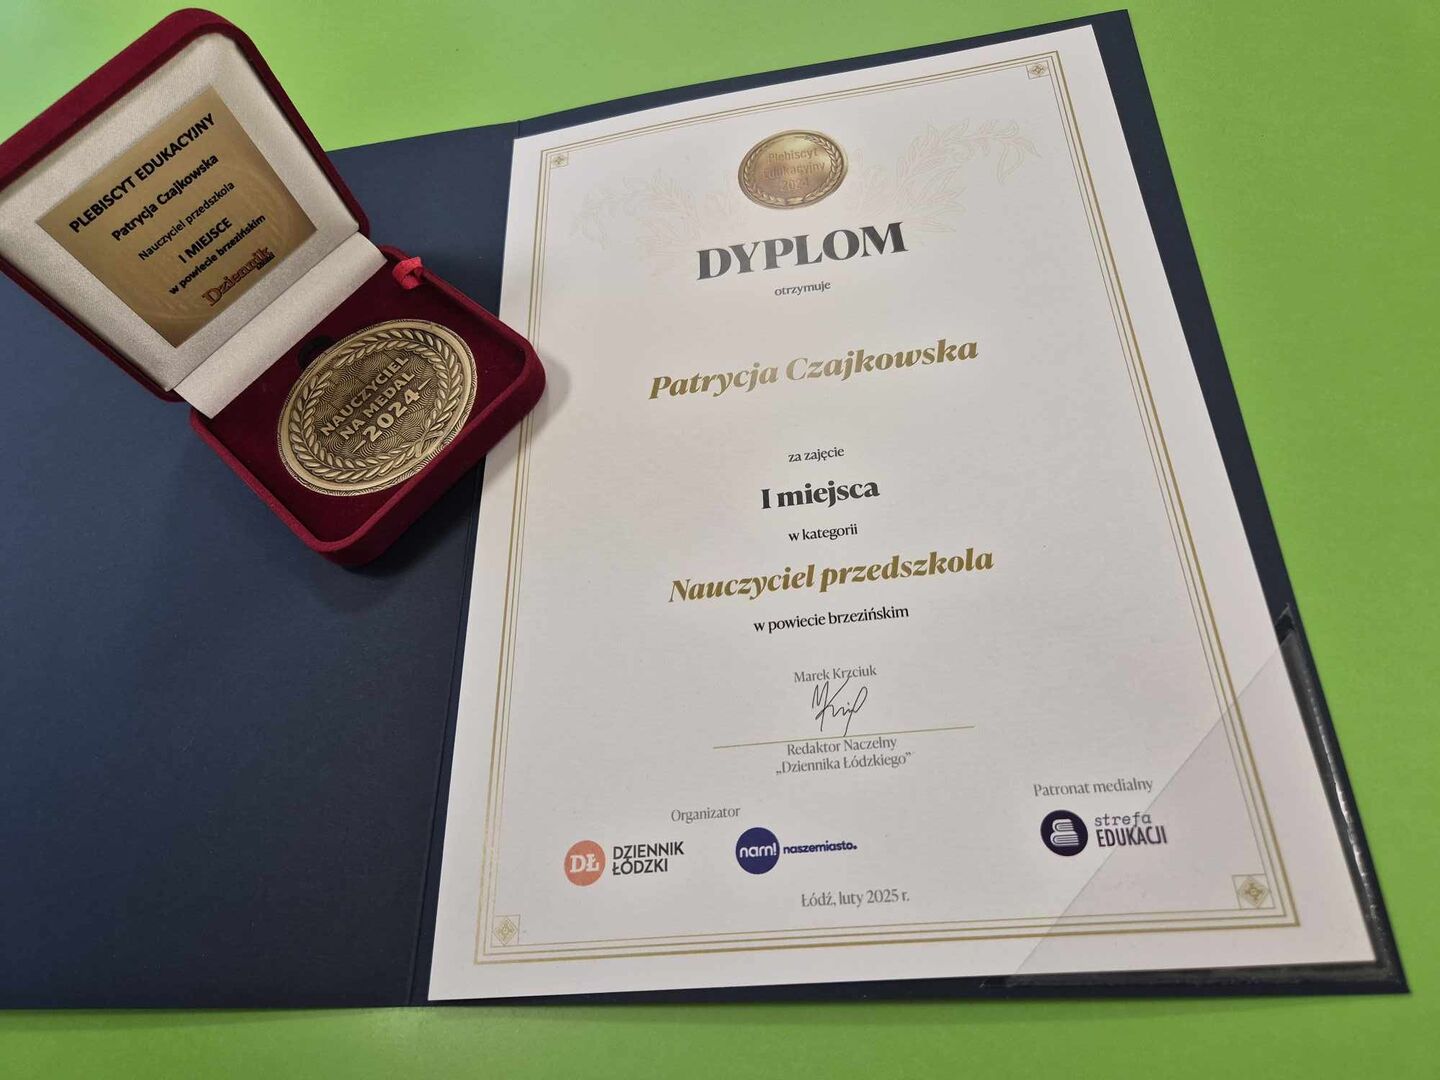 PLEBISCYT EDUKACYJNY
Patrycja Czajkowska
Nauczyciel przedszkola
I MIEJSCE
w powiecie brzezińskim
Dziennik
NAUCZYCIEL
NA MEDAL
2024
Plebiscyt
Edukacyjny
2024
DYPLOM
otrzymuje
Patrycja Czajkowska
za zajęcie
I miejsca
w kategorii
Nauczyciel przedszkola
w powiecie brzezińskim
Marek Krzciuk
Redaktor Naczelny
„Dziennika Łódzkiego”
Organizator
Patronat medialny
DŁ DZIENNIK
ŁÓDZKI
nam! naszemiasto.
strefa
EDUKACJI
Łódź, luty 2025 r.